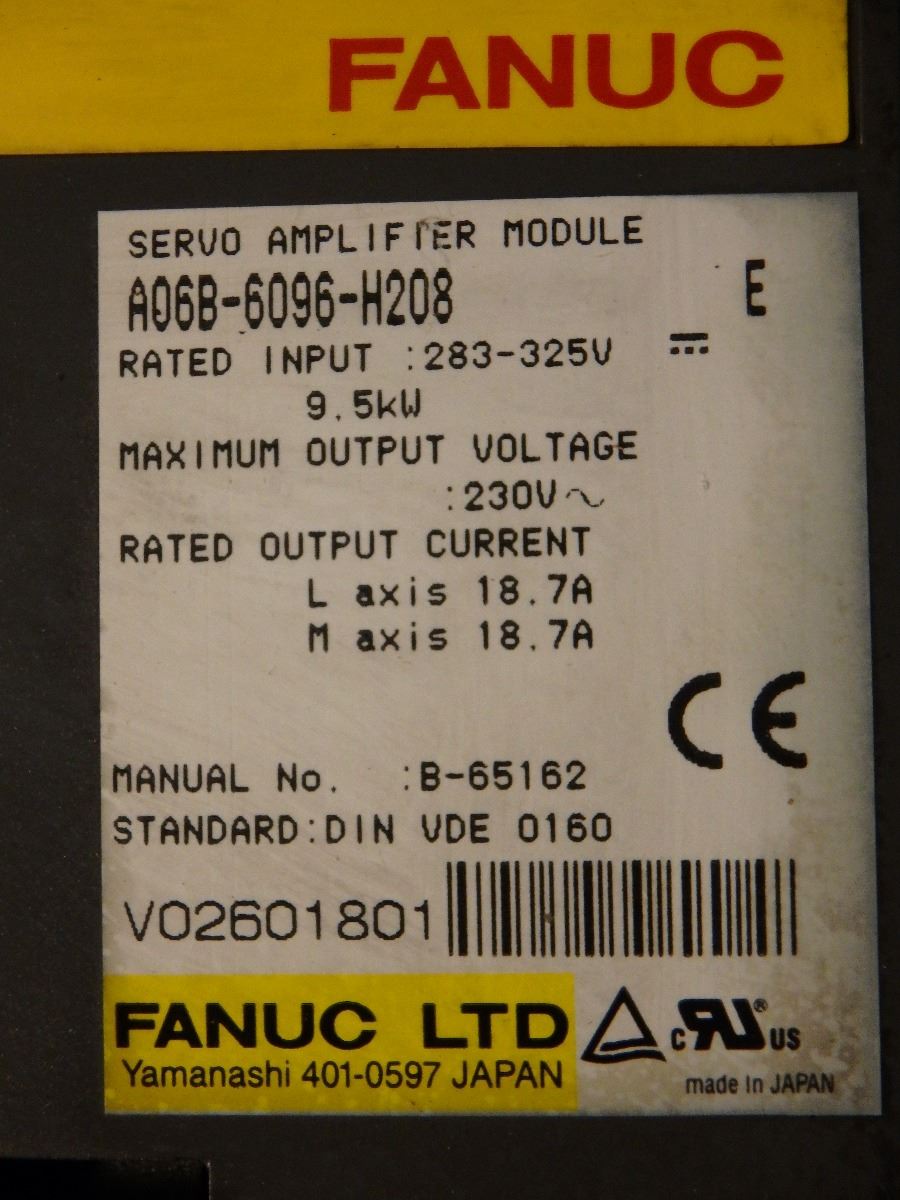 FANUC
SERVO AMPLIFIER MODULE
A06B-6096-H208 E
RATED INPUT :283-325V ⎓
9.5kW
MAXIMUM OUTPUT VOLTAGE
:230V~
RATED OUTPUT CURRENT
L axis 18.7A
M axis 18.7A
CE
MANUAL No. :B-65162
STANDARD:DIN VDE 0160
V02601801
FANUC LTD
Yamanashi 401-0597 JAPAN
c RU ® US
made in JAPAN